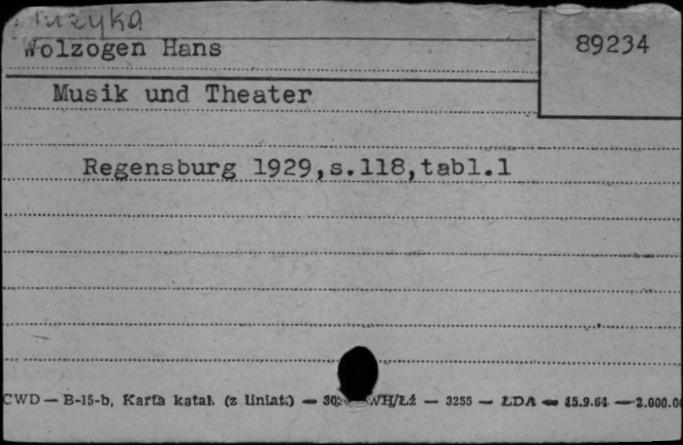 Muzyka
Wolzogen Hans
89234
Musik und Theater
Regensburg 1929,s.118,tabl.1
CWD — B-15-b, Karta katal. (z liniat.) — WH/Łź — 3255 — ŁDA — 15.9.64 — 2.000.0